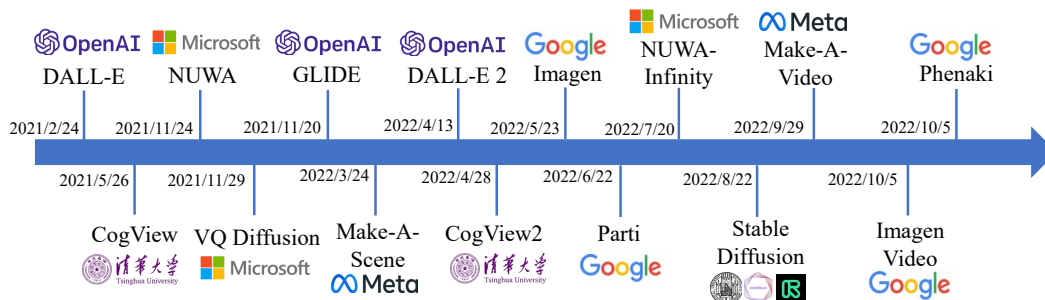 OpenAI
DALL-E
2021/2/24
Microsoft
NUWA
2021/11/24
OpenAI
GLIDE
2021/11/20
OpenAI
DALL-E 2
2022/4/13
Google
Imagen
2022/5/23
Microsoft
NUWA-
Infinity
2022/7/20
Meta
Make-A-
Video
2022/9/29
Google
Phenaki
2022/10/5
2021/5/26
CogView
清华大学
Tsinghua University
2021/11/29
VQ Diffusion
Microsoft
2022/3/24
Make-A-
Scene
Meta
2022/4/28
CogView2
清华大学
Tsinghua University
2022/6/22
Parti
Google
2022/8/22
Stable
Diffusion
2022/10/5
Imagen
Video
Google